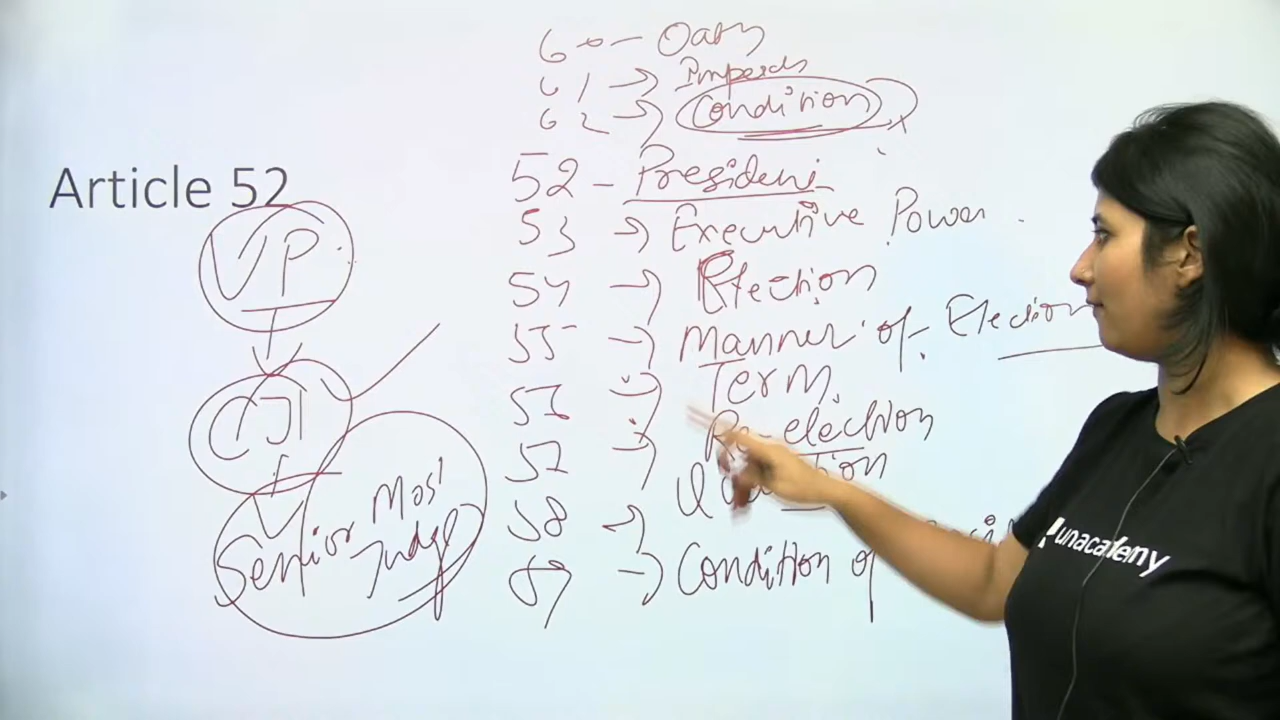 60 - Oath
61 → Impeach
62 → Condition
Article 52
52 - President
53 → Executive Power
54 → Election
55 → Manner of Election
56 → Term
57 → Re-election
58 →
59 → Condition of
VP
CJI
Senior Most
Judge
unacademy